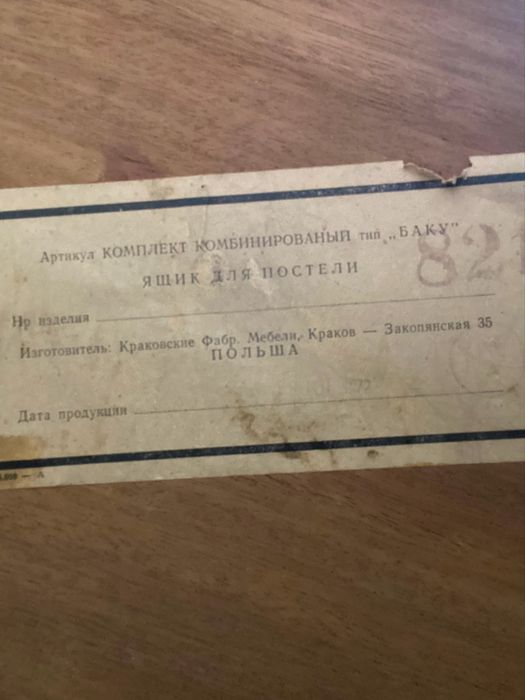 Артикул КОМПЛЕКТ КОМБИНИРОВАНЫЙ тип „БАКУ"
ЯЩИК ДЛЯ ПОСТЕЛИ
821
Нр изделия
Изготовитель: Краковские Фабр. Мебели, Краков — Закопянская 35
ПОЛЬША
Дата продукции